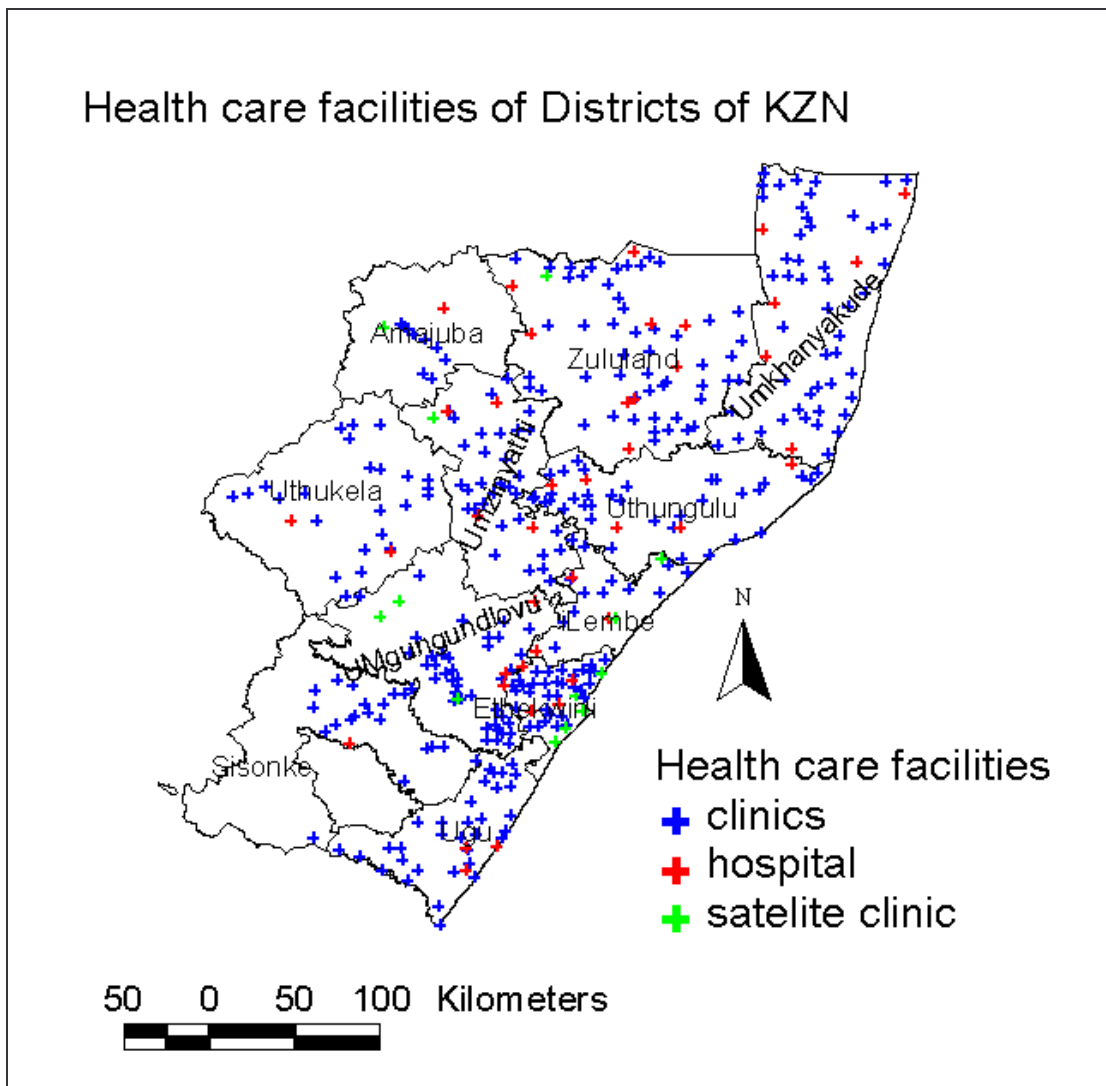 Health care facilities of Districts of KZN
Amajuba
Zululand
Umkhanyakude
Uthukela
Umzinyathi
Uthungulu
UMgungundlovu
iLembe
Ethekwini
Sisonke
Ugu
N
Health care facilities
clinics
hospital
satelite clinic
50 0 50 100 Kilometers